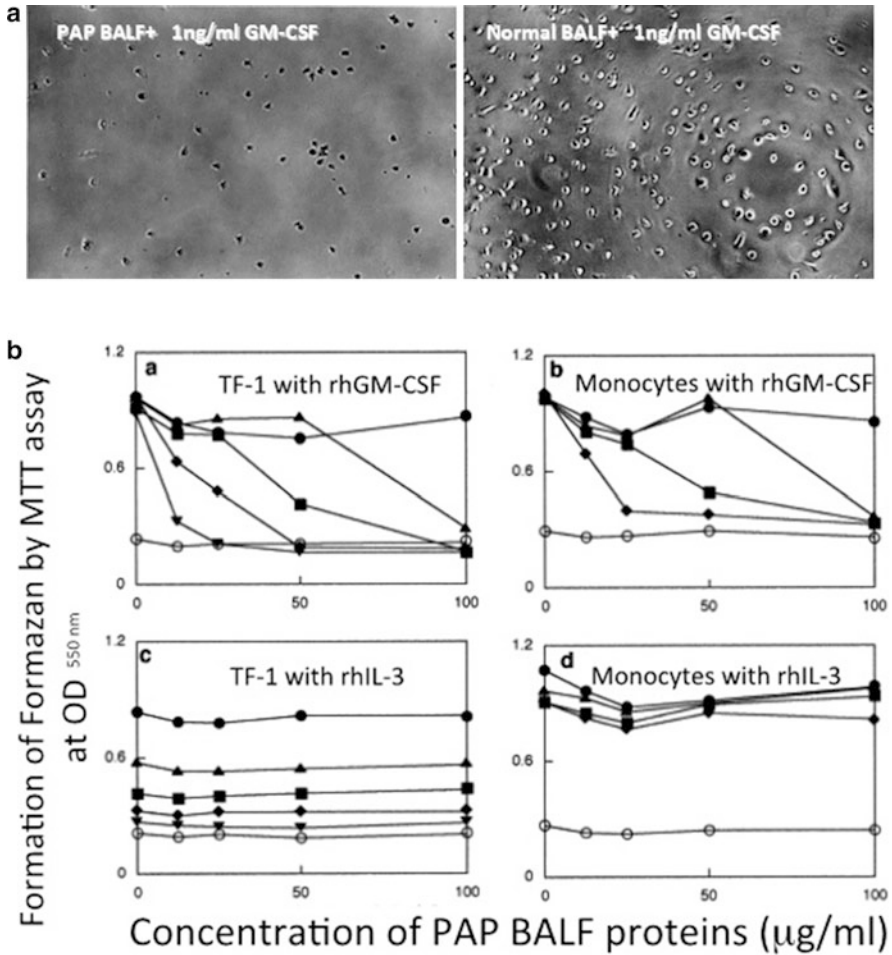 a
PAP BALF+ 1ng/ml GM-CSF
Normal BALF+ 1ng/ml GM-CSF
b
Formation of Formazan by MTT assay
at OD 550 nm
a
TF-1 with rhGM-CSF
1.2
0.6
0
0
50
100
b
Monocytes with rhGM-CSF
1.2
0.6
0
0
50
100
c
TF-1 with rhIL-3
1.2
0.6
0
0
50
100
d
Monocytes with rhIL-3
1.2
0.6
0
0
50
100
Concentration of PAP BALF proteins (μg/ml)